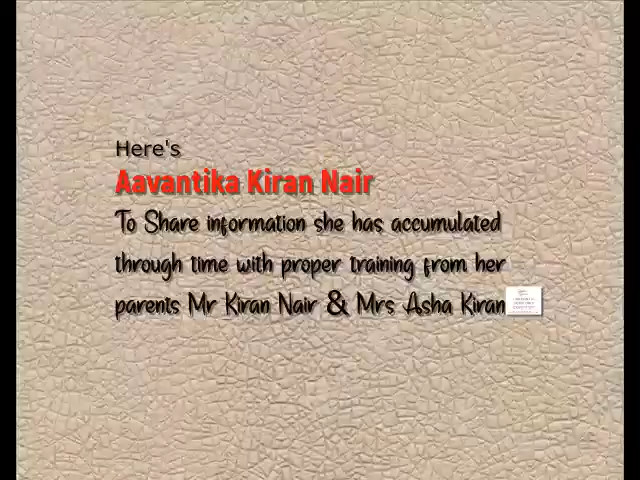 Here's
Aavantika Kiran Nair
To Share information she has accumulated
through time with proper training from her
parents Mr Kiran Nair & Mrs Asha Kiran